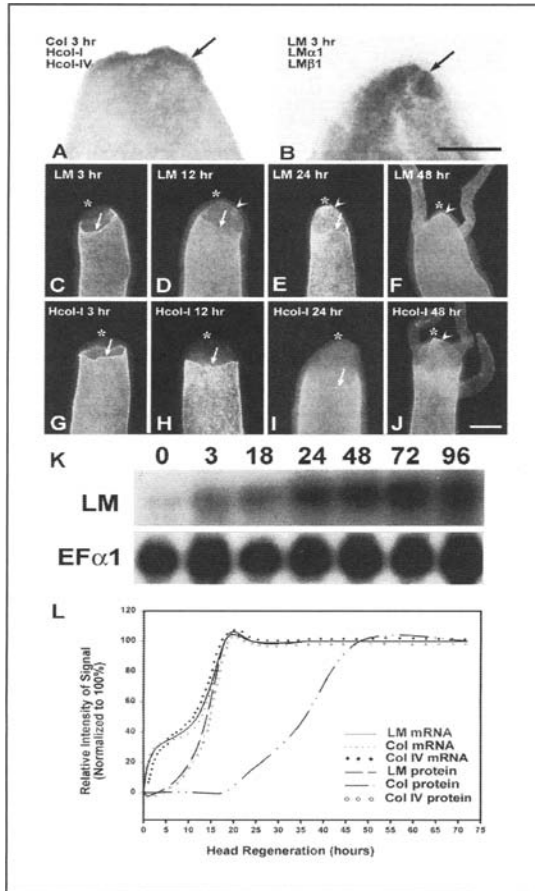 Col 3 hr
Hcol-I
Hcol-IV
A
LM 3 hr
LMα1
LMβ1
B
LM 3 hr
*
C
LM 12 hr
*
D
LM 24 hr
*
E
LM 48 hr
*
F
Hcol-I 3 hr
*
G
Hcol-I 12 hr
*
H
Hcol-I 24 hr
*
I
Hcol-I 48 hr
*
J
K
0 3 18 24 48 72 96
LM
EFα1
L
Relative Intensity of Signal
(Normalized to 100%)
120
100
80
60
40
20
0
LM mRNA
Col mRNA
Col IV mRNA
LM protein
Col protein
Col IV protein
0 5 10 15 20 25 30 35 40 45 50 55 60 65 70 75
Head Regeneration (hours)